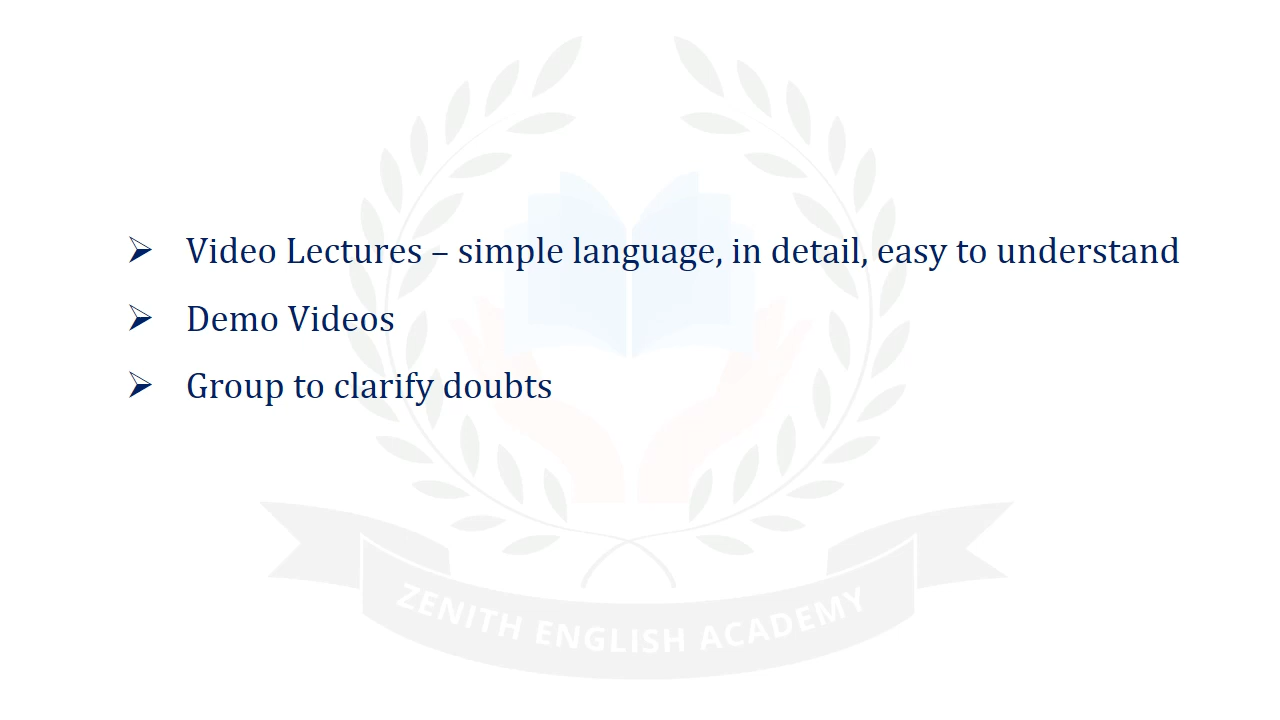 ➢ Video Lectures – simple language, in detail, easy to understand
➢ Demo Videos
➢ Group to clarify doubts
ZENITH ENGLISH ACADEMY